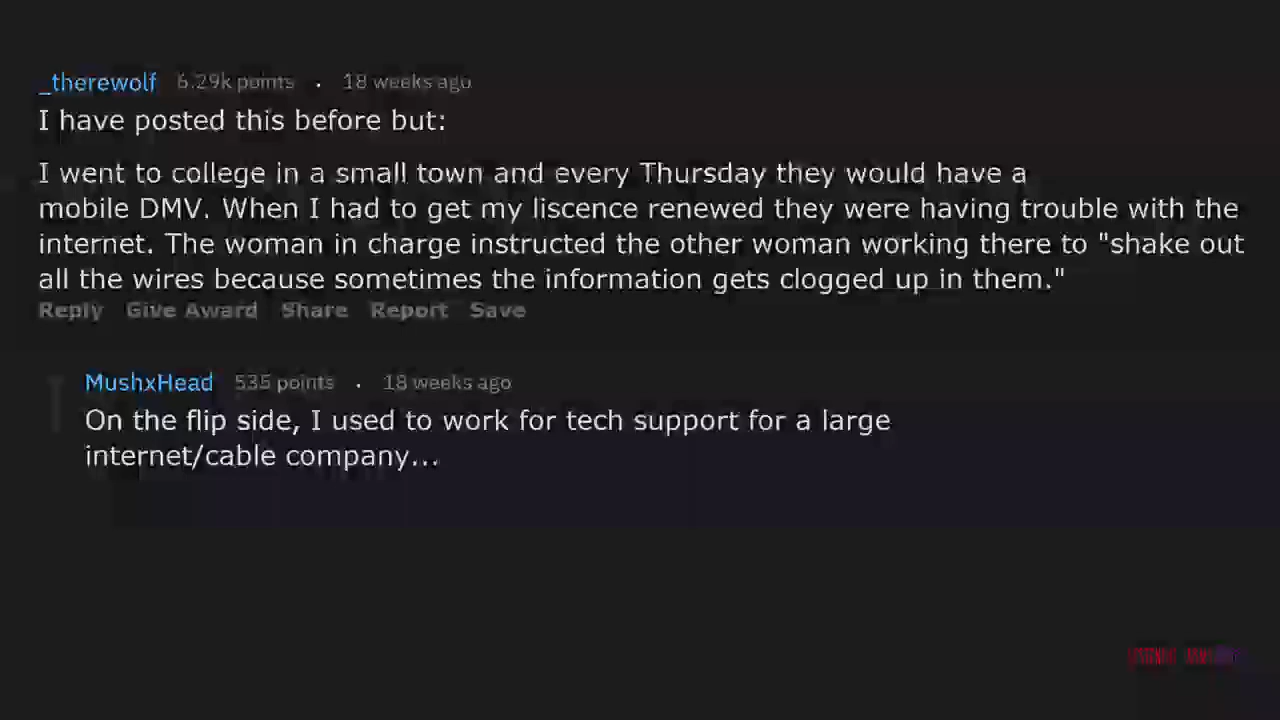 _therewolf 6.29k points . 18 weeks ago
I have posted this before but:
I went to college in a small town and every Thursday they would have a
mobile DMV. When I had to get my liscence renewed they were having trouble with the
internet. The woman in charge instructed the other woman working there to "shake out
all the wires because sometimes the information gets clogged up in them."
Reply Give Award Share Report Save
MushxHead 535 points . 18 weeks ago
On the flip side, I used to work for tech support for a large
internet/cable company...